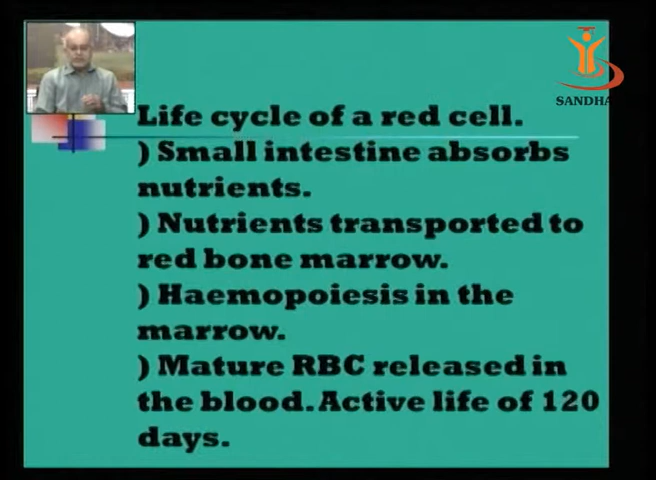 SANDHA
Life cycle of a red cell.
) Small intestine absorbs
nutrients.
) Nutrients transported to
red bone marrow.
) Haemopoiesis in the
marrow.
) Mature RBC released in
the blood. Active life of 120
days.